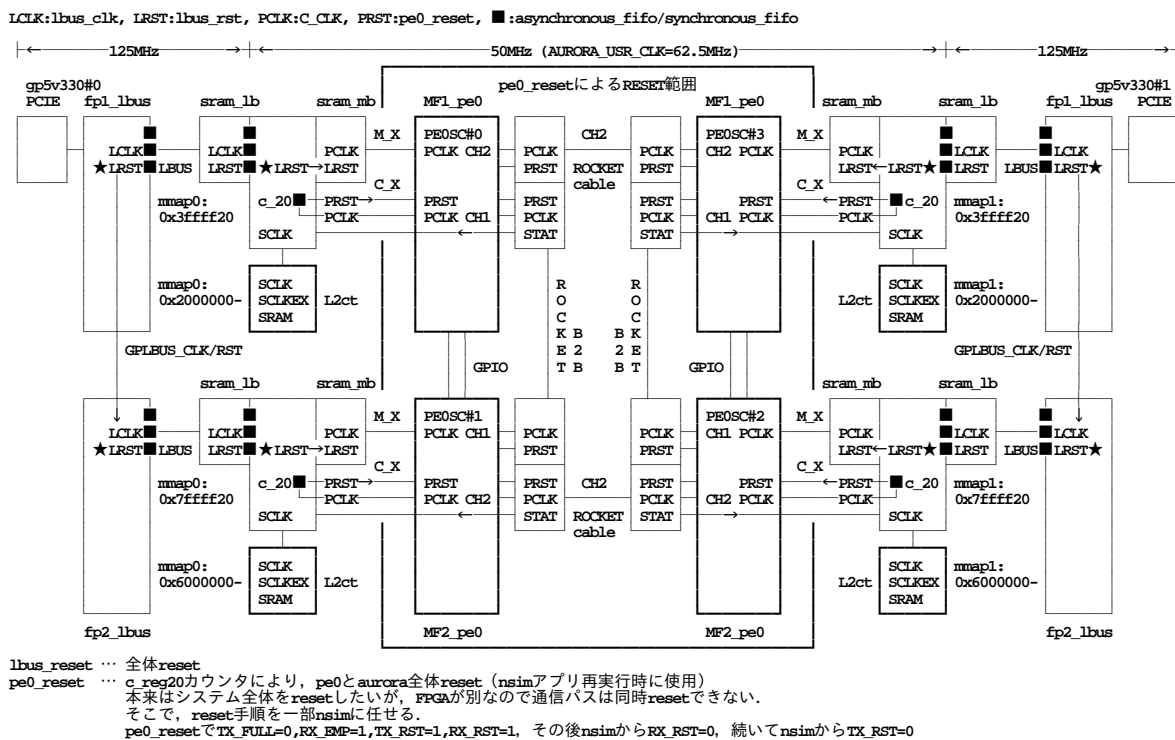 LCLK:lbus_clk, LRST:lbus_rst, PCLK:C_CLK, PRST:pe0_reset, ■:asynchronous_fifo/synchronous_fifo
125MHz 50MHz (AURORA_USR_CLK=62.5MHz) 125MHz
gp5v330#0 pe0_resetによるRESET範囲 gp5v330#1
PCIE fp1_lbus sram_lb sram_mb MF1_pe0 MF1_pe0 sram_mb sram_lb fp1_lbus PCIE
M_X PE0SC#0 CH2 PE0SC#3 M_X
LCLK LCLK PCLK PCLK CH2 PCLK PCLK CH2 PCLK PCLK LCLK LCLK
★LRST LBUS LRST ★LRST→LRST PRST ROCKET PRST LRST←LRST★ LRST LBUS LRST★
C_X cable C_X
mmap0: c_20 PRST→ PRST PRST PRST PRST ←PRST c_20 mmap1:
0x3ffff20 PCLK PCLK CH1 PCLK PCLK CH1 PCLK PCLK 0x3ffff20
SCLK ← STAT STAT → SCLK
mmap0: SCLK ROCKET ROCKET SCLK mmap1:
0x2000000- SCLKEX L2ct B2B B2B L2ct SCLKEX 0x2000000-
SRAM SRAM
GPLBUS_CLK/RST GPIO GPIO GPLBUS_CLK/RST
sram_lb sram_mb sram_mb sram_lb
M_X PE0SC#1 PE0SC#2 M_X
LCLK LCLK PCLK PCLK CH1 PCLK PCLK CH1 PCLK PCLK LCLK LCLK
★LRST LBUS LRST ★LRST→LRST PRST PRST LRST←LRST★ LRST LBUS LRST★
C_X C_X
mmap0: c_20 PRST→ PRST PRST CH2 PRST PRST ←PRST c_20 mmap1:
0x7ffff20 PCLK PCLK CH2 PCLK PCLK CH2 PCLK PCLK 0x7ffff20
SCLK ← STAT ROCKET STAT → SCLK
cable
mmap0: SCLK SCLK mmap1:
0x6000000- SCLKEX L2ct L2ct SCLKEX 0x6000000-
SRAM SRAM
fp2_lbus MF2_pe0 MF2_pe0 fp2_lbus
lbus_reset … 全体reset
pe0_reset … c_reg20カウンタにより，pe0とaurora全体reset（nsimアプリ再実行時に使用）
本来はシステム全体をresetしたいが，FPGAが別なので通信パスは同時resetできない．
そこで，reset手順を一部nsimに任せる．
pe0_resetでTX_FULL=0,RX_EMP=1,TX_RST=1,RX_RST=1，その後nsimからRX_RST=0，続いてnsimからTX_RST=0